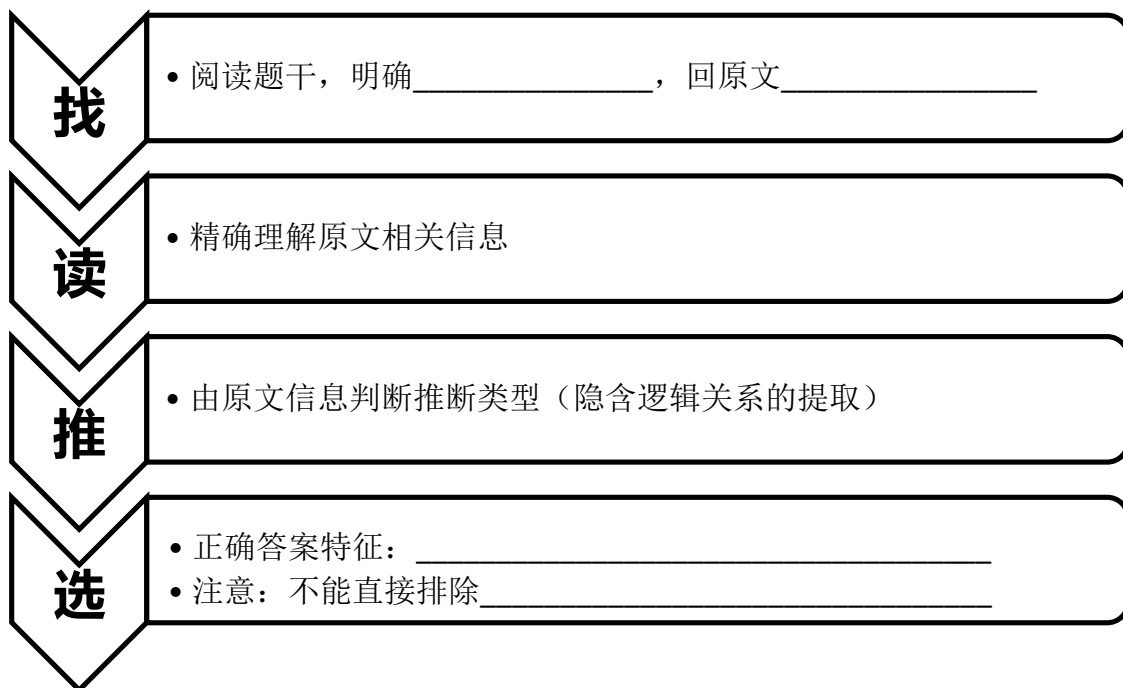 找
• 阅读题干，明确_______________，回原文________________
读
• 精确理解原文相关信息
推
• 由原文信息判断推断类型（隐含逻辑关系的提取）
选
• 正确答案特征：____________________________________
• 注意：不能直接排除________________________________